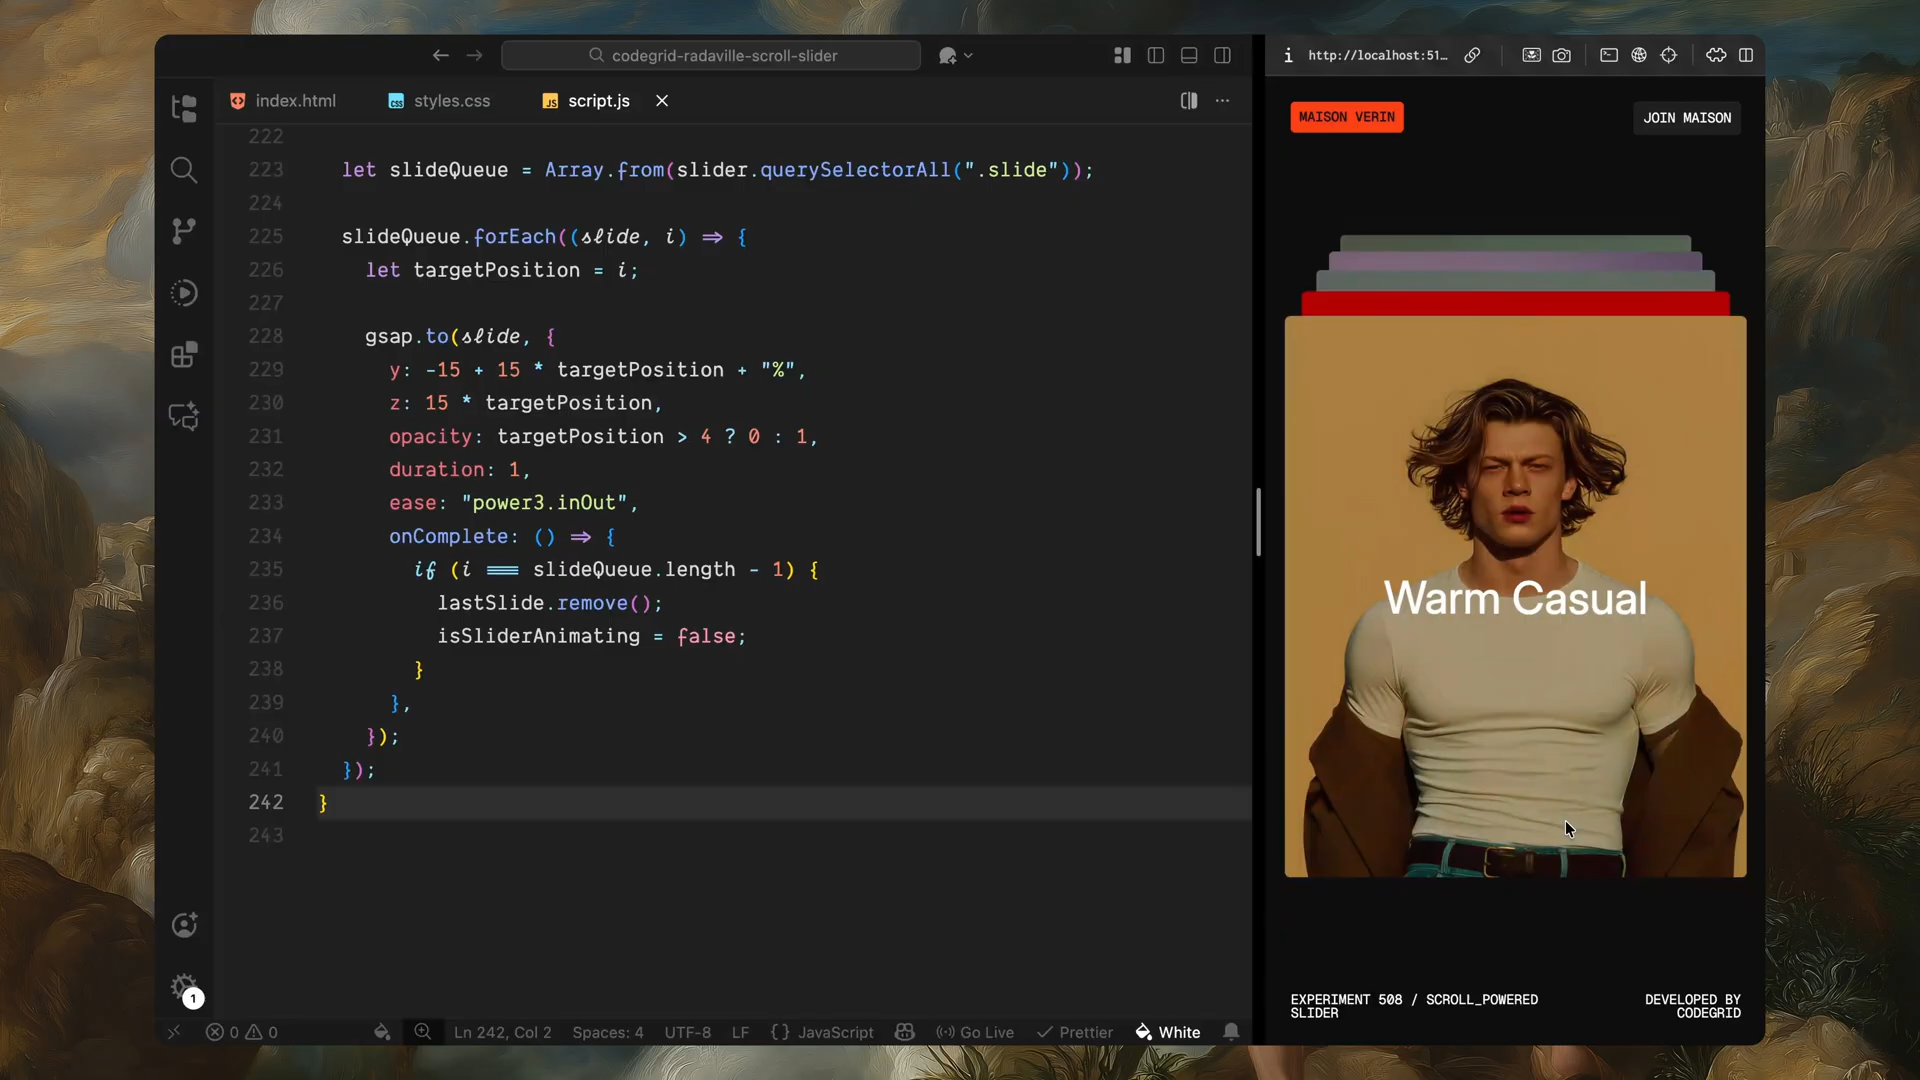 codegrid-radaville-scroll-slider
index.html
styles.css
script.js
222
223 let slideQueue = Array.from(slider.querySelectorAll(".slide"));
224
225 slideQueue.forEach((slide, i) => {
226 let targetPosition = i;
227
228 gsap.to(slide, {
229 y: -15 + 15 * targetPosition + "%",
230 z: 15 * targetPosition,
231 opacity: targetPosition > 4 ? 0 : 1,
232 duration: 1,
233 ease: "power3.inOut",
234 onComplete: () => {
235 if (i === slideQueue.length - 1) {
236 lastSlide.remove();
237 isSliderAnimating = false;
238 }
239 },
240 });
241 });
242 }
243
1
0 0
Ln 242, Col 2
Spaces: 4
UTF-8
LF
{} JavaScript
Go Live
Prettier
White
http://localhost:51…
MAISON VERIN
JOIN MAISON
Warm Casual
EXPERIMENT 508 / SCROLL_POWERED
SLIDER
DEVELOPED BY
CODEGRID